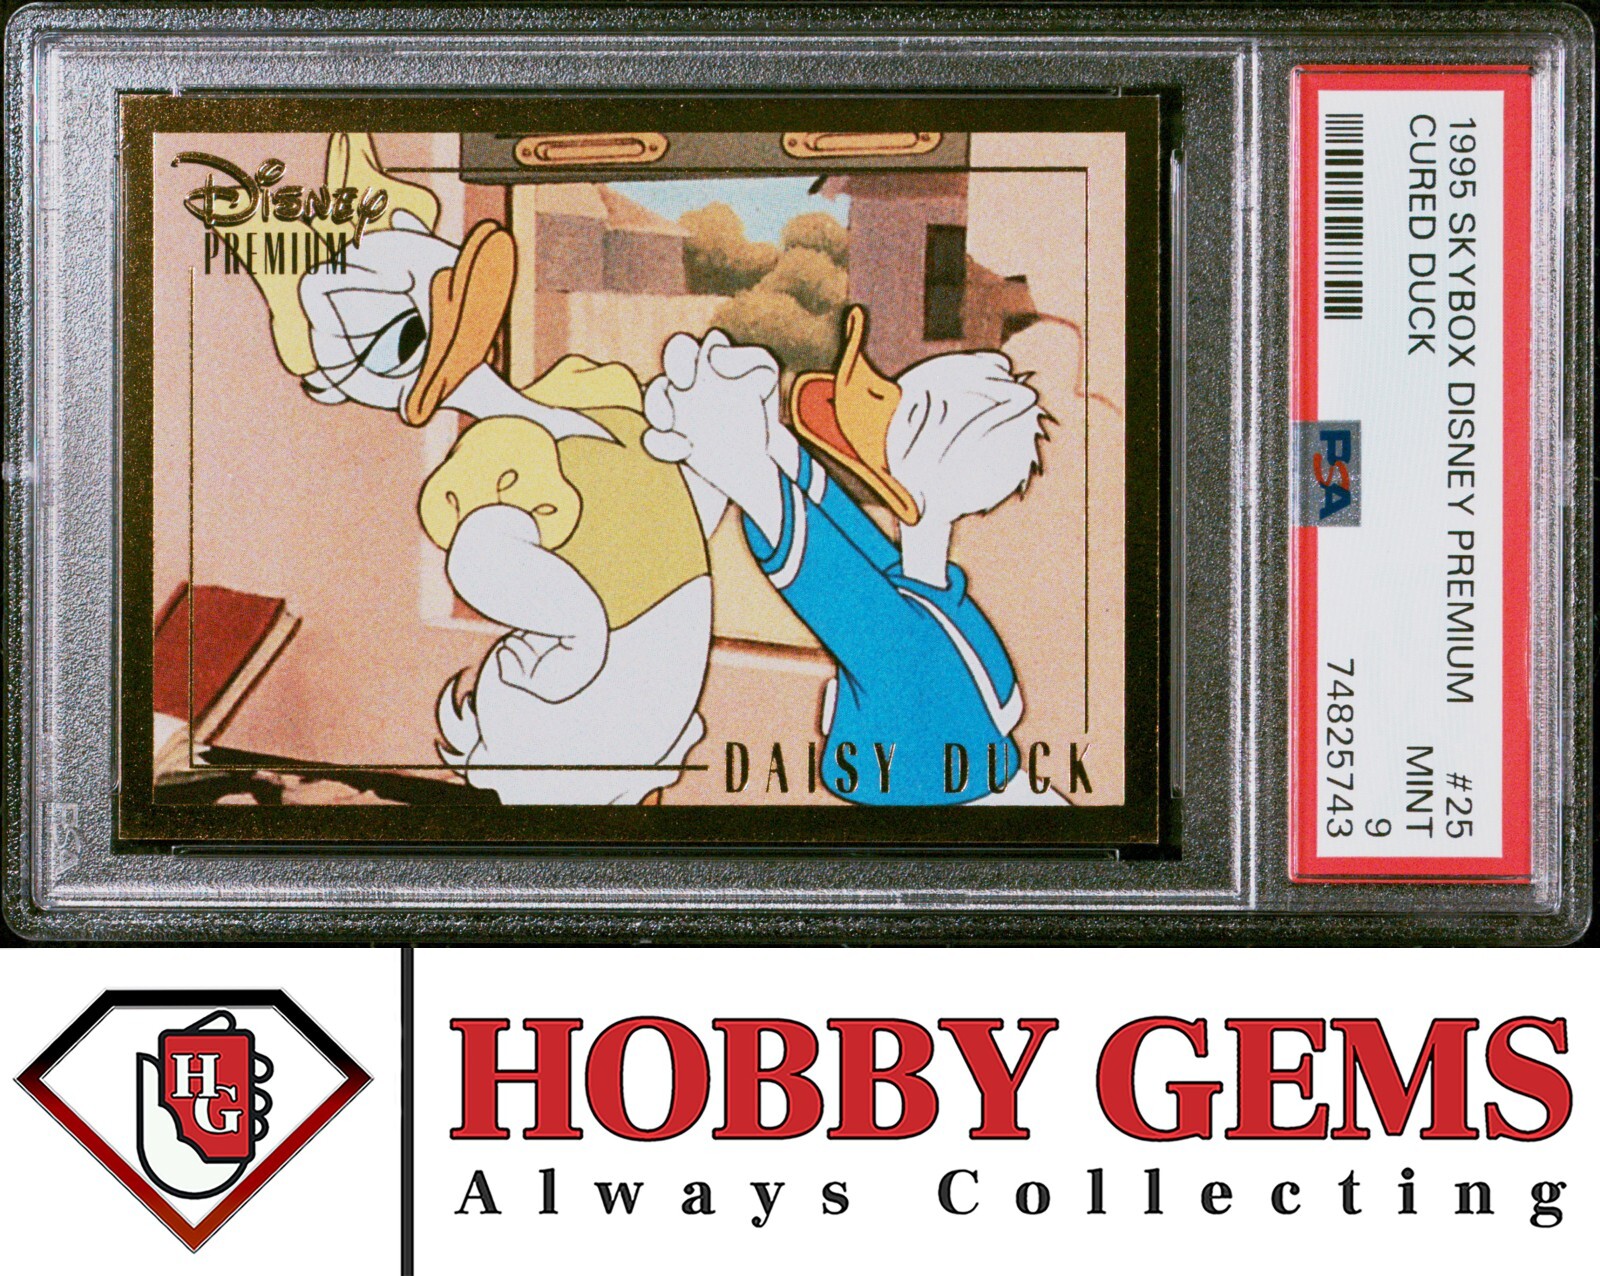 DISNEY
PREMIUM
DAISY DUCK
1995 SKYBOX DISNEY PREMIUM #25
CURED DUCK MINT
9
74825743
PSA
PSA
HG
HOBBY GEMS
Always Collecting